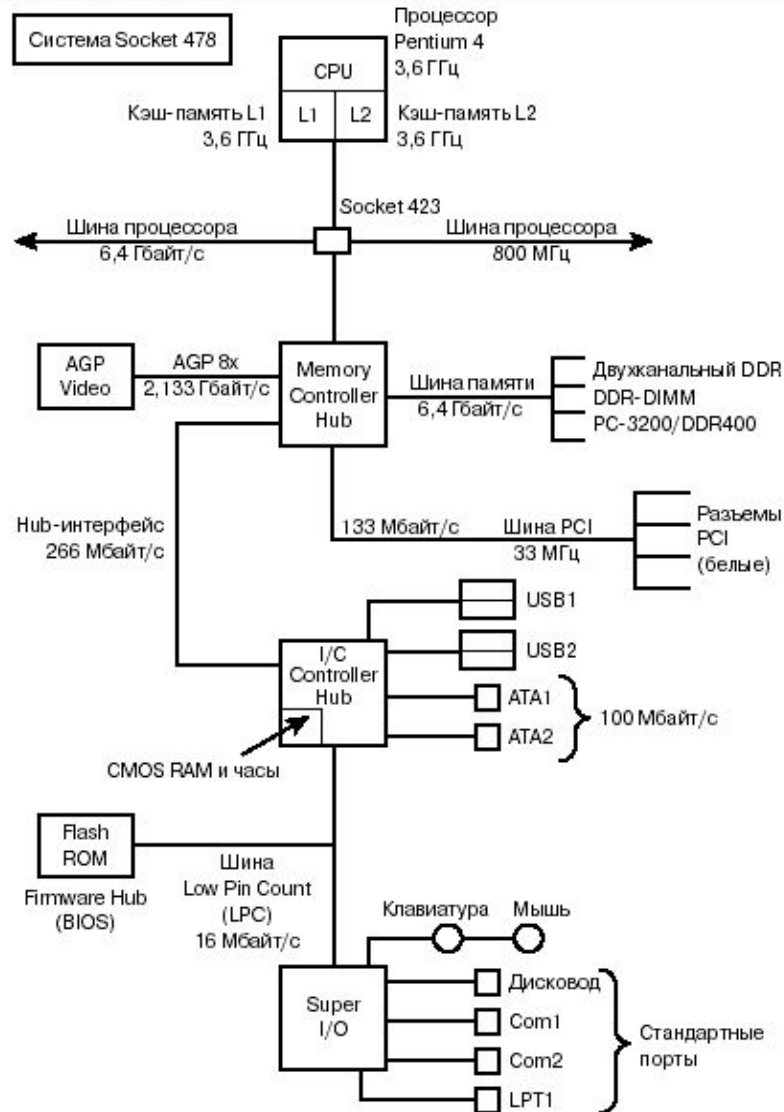 Система Socket 478
Процессор
Pentium 4
3,6 ГГц
CPU
Кэш-память L1
3,6 ГГц
L1
L2
Кэш-память L2
3,6 ГГц
Socket 423
Шина процессора
6,4 Гбайт/с
Шина процессора
800 МГц
AGP
Video
AGP 8x
2,133 Гбайт/с
Memory
Controller
Hub
Шина памяти
6,4 Гбайт/с
Двухканальный DDR
DDR-DIMM
PC-3200/DDR400
Hub-интерфейс
266 Мбайт/с
133 Мбайт/с
Шина PCI
33 МГц
Разъемы
PCI
(белые)
USB1
USB2
I/C
Controller
Hub
ATA1
ATA2
100 Мбайт/с
CMOS RAM и часы
Flash
ROM
Firmware Hub
(BIOS)
Шина
Low Pin Count
(LPC)
16 Мбайт/с
Клавиатура
Мышь
Super
I/O
Дисковод
Com1
Com2
LPT1
Стандартные
порты